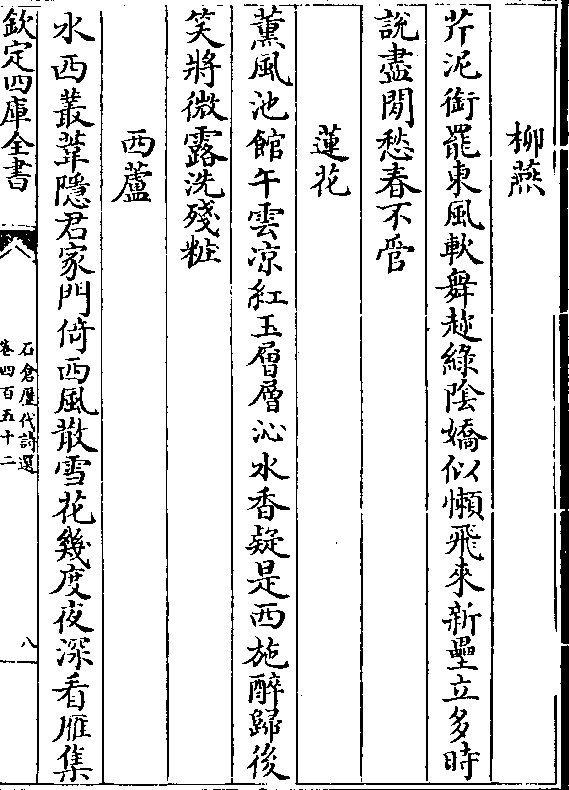 柳燕
芹泥銜罷東風軟舞趁綠陰嬌似懶飛來新壘立多時
說盡閒愁春不管
蓮花
薰風池館午雲凉紅玉層層沁水香疑是西施醉歸後
笑將微露洗殘粧
西蘆
水西叢葦隱君家門倚西風散雪花幾度夜深看雁集
欽定四庫全書
石倉歷代詩選
卷四百五十二
八